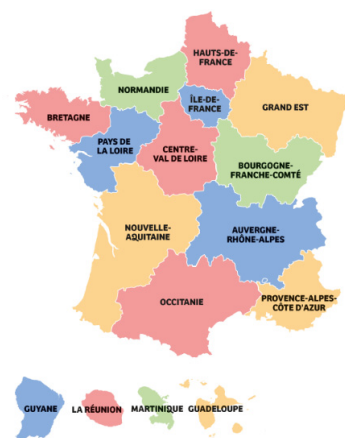 HAUTS-DE-
FRANCE
NORMANDIE
ÎLE-DE-
FRANCE
GRAND EST
BRETAGNE
PAYS DE
LA LOIRE
CENTRE-
VAL DE LOIRE
BOURGOGNE-
FRANCHE-COMTÉ
NOUVELLE-
AQUITAINE
AUVERGNE-
RHÔNE-ALPES
OCCITANIE
PROVENCE-ALPES-
CÔTE D'AZUR
GUYANE
LA RÉUNION
MARTINIQUE
GUADELOUPE